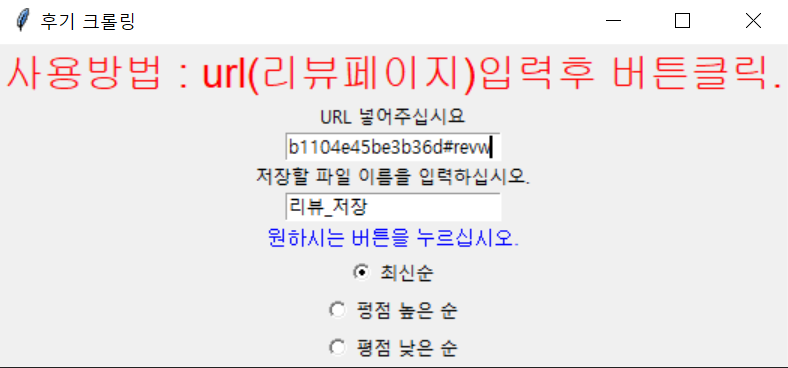 후기 크롤링
사용방법 : url(리뷰페이지)입력후 버튼클릭.
URL 넣어주십시요
b1104e45be3b36d#revw
저장할 파일 이름을 입력하십시오.
리뷰_저장
원하시는 버튼을 누르십시오.
최신순
평점 높은 순
평점 낮은 순